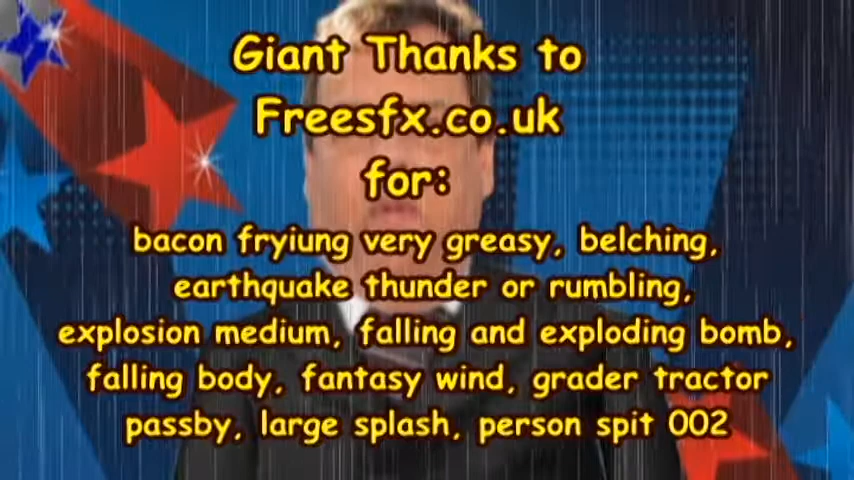 Giant Thanks to
Freesfx.co.uk
for:
bacon fryiung very greasy, belching,
earthquake thunder or rumbling,
explosion medium, falling and exploding bomb,
falling body, fantasy wind, grader tractor
passby, large splash, person spit 002